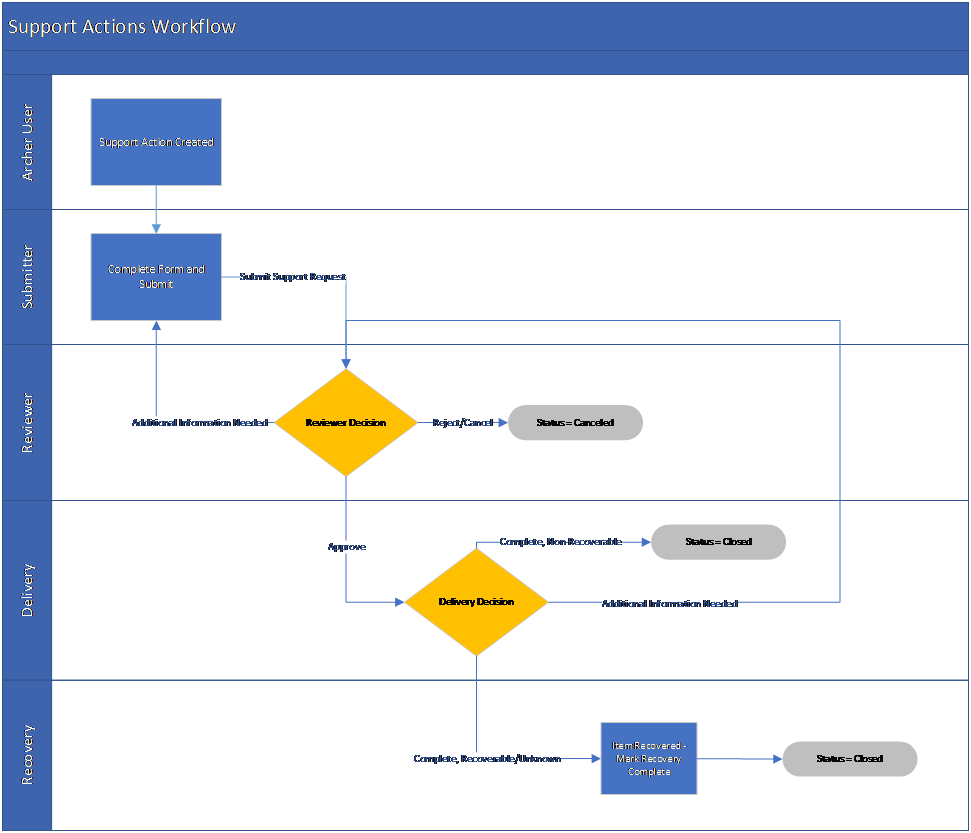 Support Actions Workflow
Archer User
Support Action Created
Submitter
Complete Form and
Submit
Submit Support Request
Reviewer
Additional Information Needed
Reviewer Decision
Reject/Cancel
Status = Canceled
Delivery
Approve
Complete, Non-Recoverable
Status = Closed
Delivery Decision
Additional Information Needed
Recovery
Complete, Recoverable/Unknown
Item Recovered -
Mark Recovery
Complete
Status = Closed